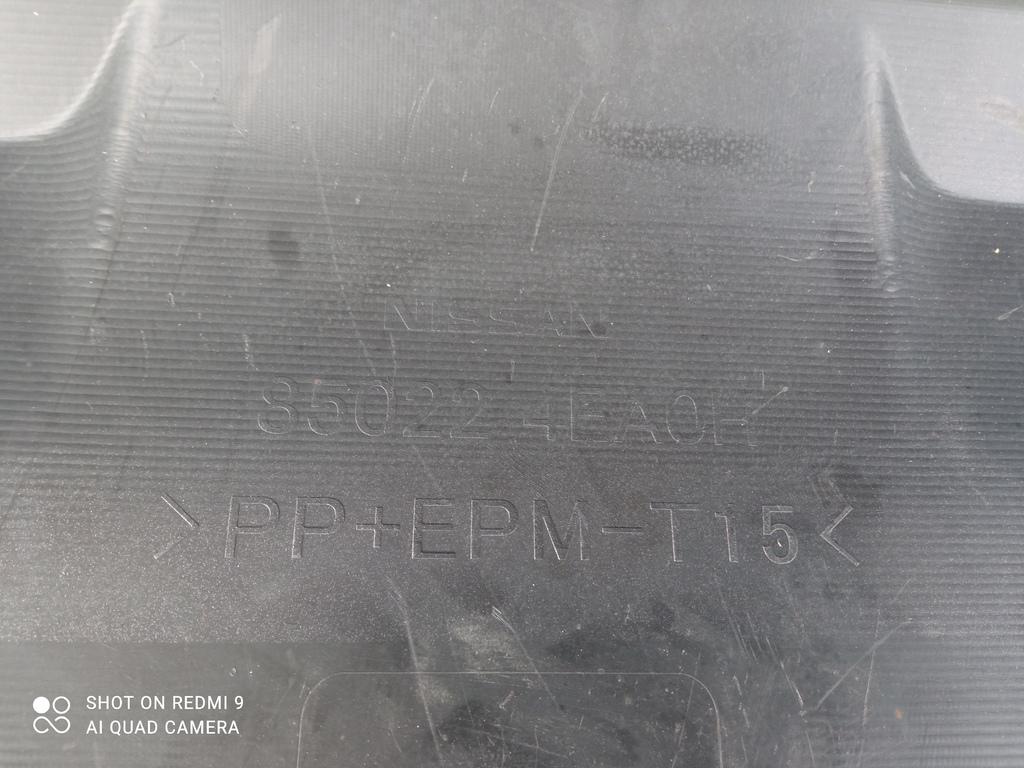 NISSAN
85022 4EA0H
>PP+EPM-T15<
SHOT ON REDMI 9
AI QUAD CAMERA